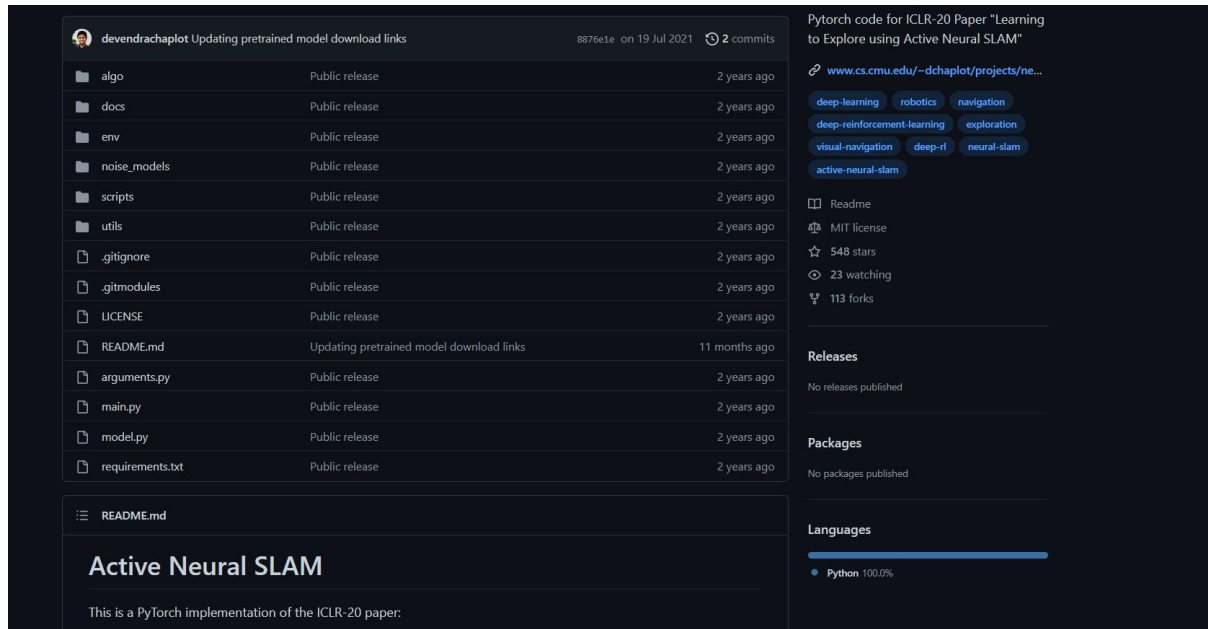 devendrachaplot Updating pretrained model download links 8876e1e on 19 Jul 2021 2 commits
algo Public release 2 years ago
docs Public release 2 years ago
env Public release 2 years ago
noise_models Public release 2 years ago
scripts Public release 2 years ago
utils Public release 2 years ago
.gitignore Public release 2 years ago
.gitmodules Public release 2 years ago
LICENSE Public release 2 years ago
README.md Updating pretrained model download links 11 months ago
arguments.py Public release 2 years ago
main.py Public release 2 years ago
model.py Public release 2 years ago
requirements.txt Public release 2 years ago
README.md
Active Neural SLAM
This is a PyTorch implementation of the ICLR-20 paper:
Pytorch code for ICLR-20 Paper "Learning
to Explore using Active Neural SLAM"
www.cs.cmu.edu/~dchaplot/projects/ne...
deep-learning robotics navigation
deep-reinforcement-learning exploration
visual-navigation deep-rl neural-slam
active-neural-slam
Readme
MIT license
548 stars
23 watching
113 forks
Releases
No releases published
Packages
No packages published
Languages
Python 100.0%